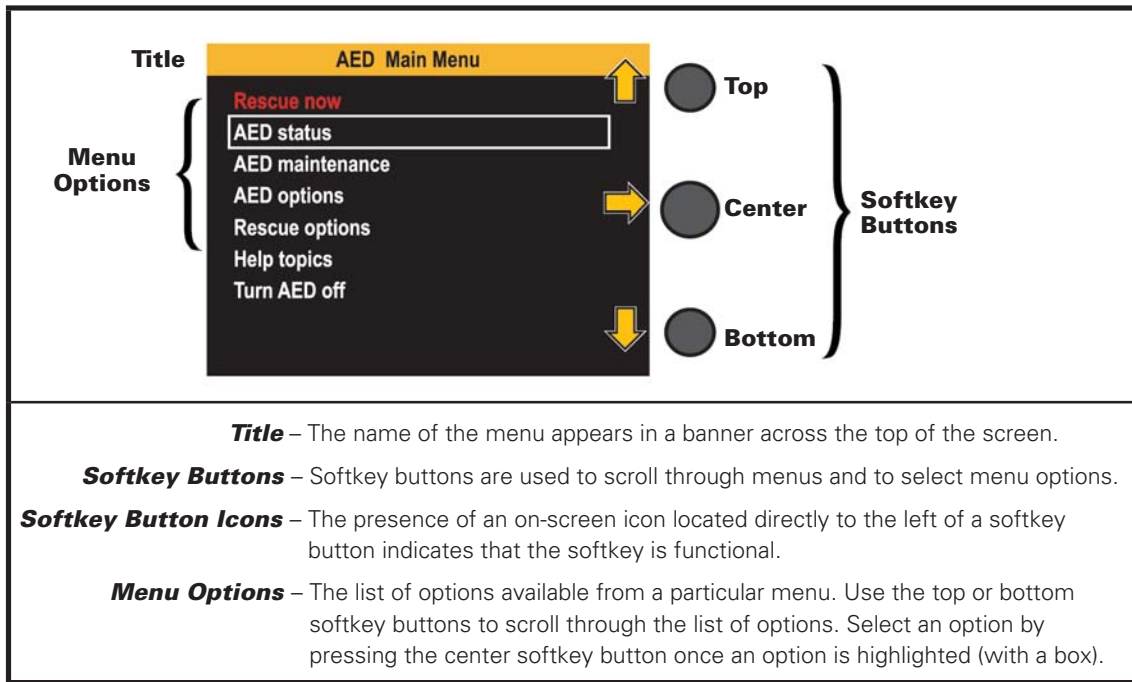 Title
AED Main Menu
Rescue now
AED status
AED maintenance
AED options
Rescue options
Help topics
Turn AED off
Menu
Options
Top
Center
Bottom
Softkey
Buttons
Title – The name of the menu appears in a banner across the top of the screen.
Softkey Buttons – Softkey buttons are used to scroll through menus and to select menu options.
Softkey Button Icons – The presence of an on-screen icon located directly to the left of a softkey
button indicates that the softkey is functional.
Menu Options – The list of options available from a particular menu. Use the top or bottom
softkey buttons to scroll through the list of options. Select an option by
pressing the center softkey button once an option is highlighted (with a box).